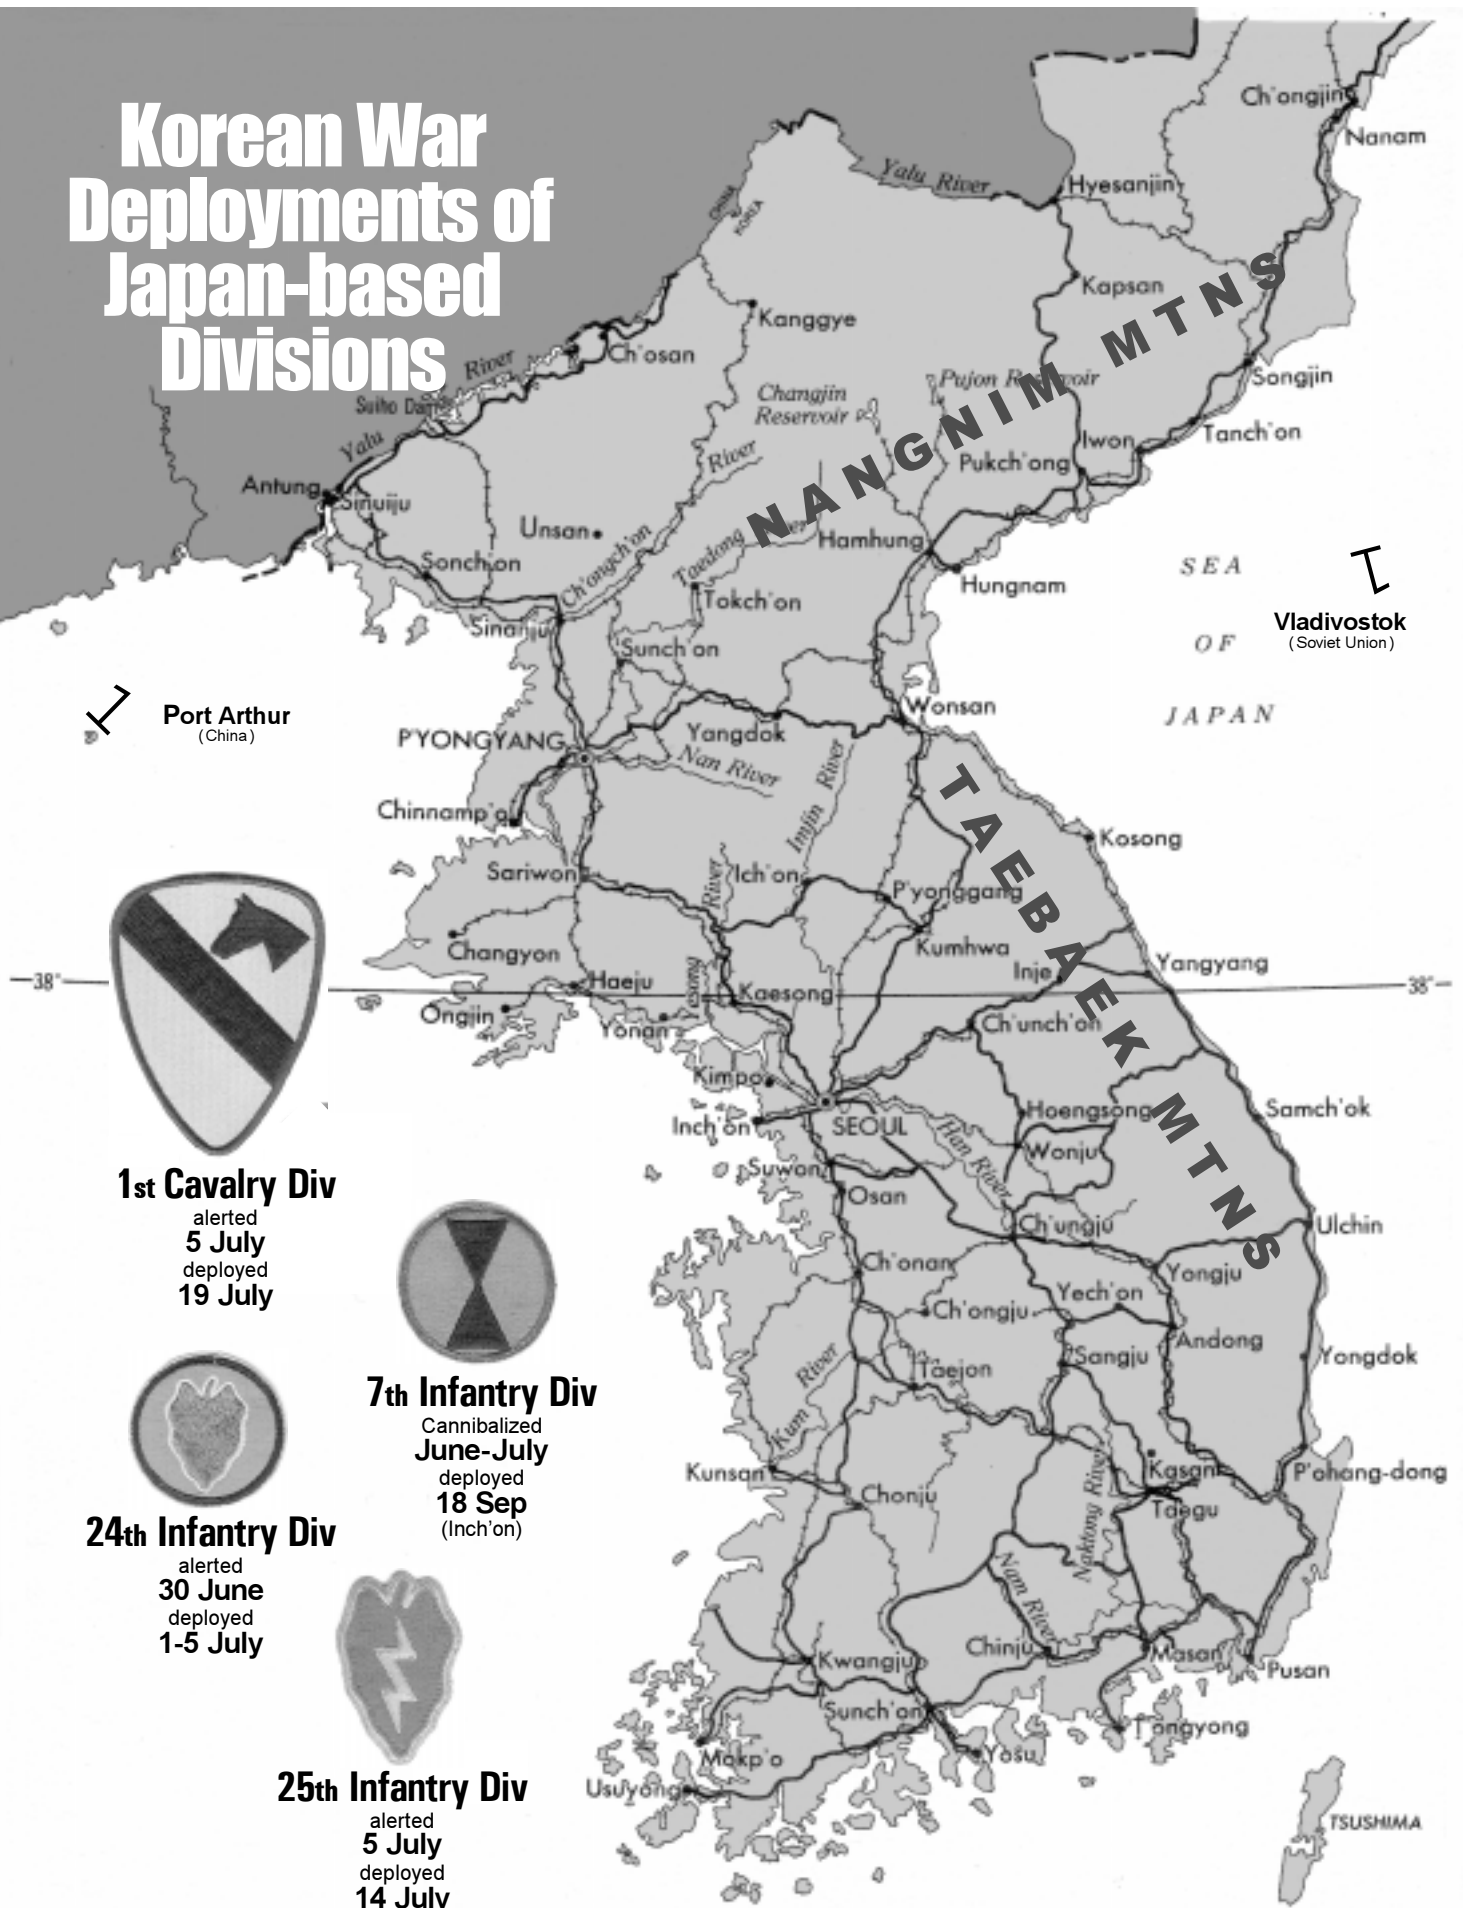 Korean War
Deployments of
Japan-based
Divisions
Ch'ongjin
Nanam
Yalu River
Hyesanjin
CHINA
KOREA
Kapsan
NANGNIM MTNS
Kanggye
Ch'osan
River
Suiho Dam
Yalu
Changjin
Reservoir
Pujon Reservoir
Songjin
Tanch'on
Iwon
Pukch'ong
River
Antung
Sinuiju
Unsan
Hamhung
Hungnam
Sonch'on
Ch'ongch'on
Taedong
River
Tokch'on
Sinanju
Sunch'on
SEA
OF
JAPAN
Vladivostok
(Soviet Union)
Port Arthur
(China)
Wonsan
P'YONGYANG
Yangdok
Nan River
Imjin River
Chinnamp'o
TAEBAEK MTNS
Kosong
Sariwon
River
Ich'on
P'yonggang
Kumhwa
Changyon
Inje
Yangyang
38°
38°
Haeju
Yesong
Kaesong
Ongjin
Yonan
Ch'unch'on
Kimpo
Inch'on
SEOUL
Hoengsong
Samch'ok
Han River
Wonju
Suwon
Osan
Ch'ungju
Ulchin
Ch'onan
Yongju
Yech'on
Ch'ongju
Andong
Sangju
Yongdok
Taejon
Kum River
Kunsan
Kasan
P'ohang-dong
Chonju
Taegu
Naktong River
Nam River
Chinju
Masan
Pusan
Kwangju
Sunch'on
T'ongyong
Mokp'o
Yosu
Usuyong
TSUSHIMA
1st Cavalry Div
alerted
5 July
deployed
19 July
7th Infantry Div
Cannibalized
June-July
deployed
18 Sep
(Inch'on)
24th Infantry Div
alerted
30 June
deployed
1-5 July
25th Infantry Div
alerted
5 July
deployed
14 July